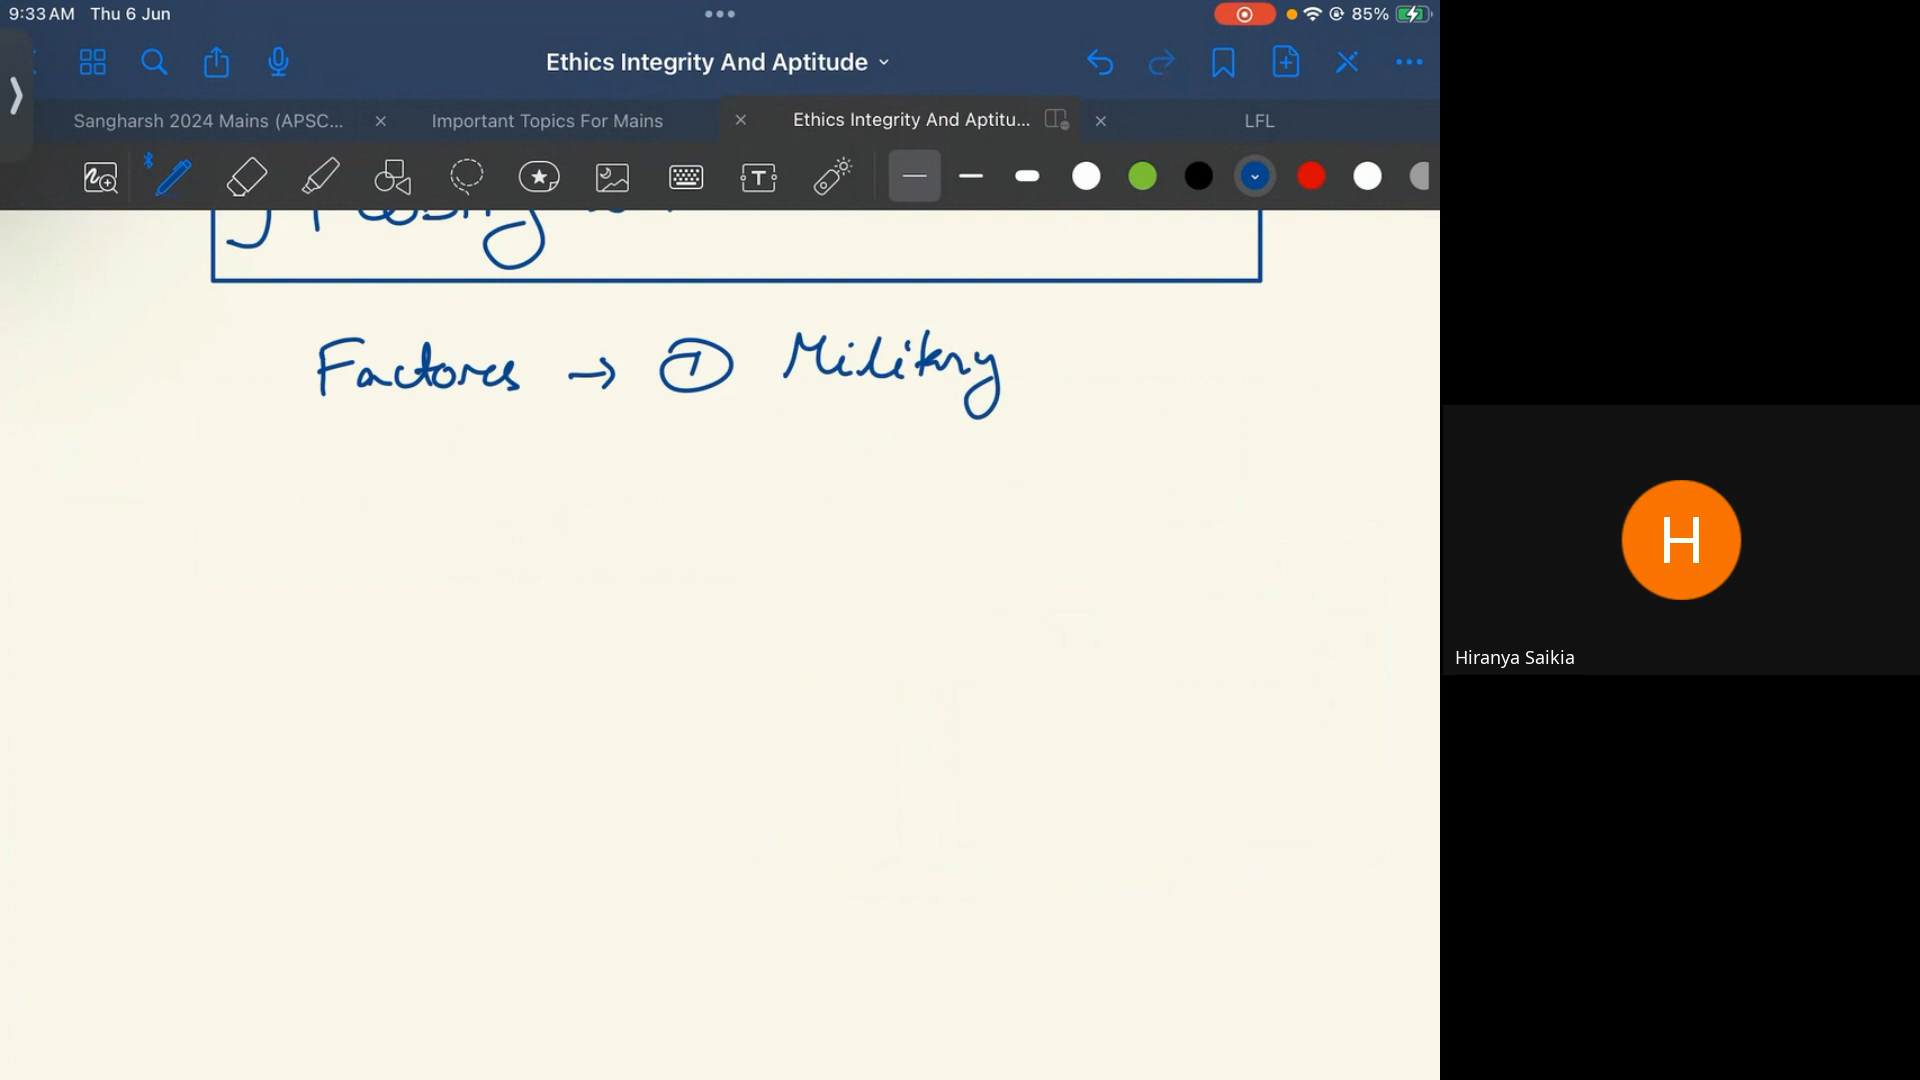 9:33 AM Thu 6 Jun
85%
Ethics Integrity And Aptitude
Sangharsh 2024 Mains (APSC...
Important Topics For Mains
Ethics Integrity And Aptitu...
LFL
T
Factores → ① Military
H
Hiranya Saikia